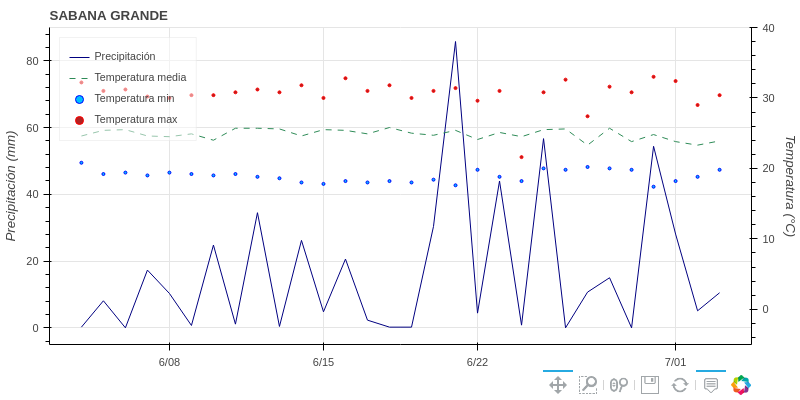 SABANA GRANDE
Precipitación
Temperatura media
Temperatura min
Temperatura max
Precipitación (mm)
80
60
40
20
0
Temperatura (°C)
40
30
20
10
0
6/08
6/15
6/22
7/01